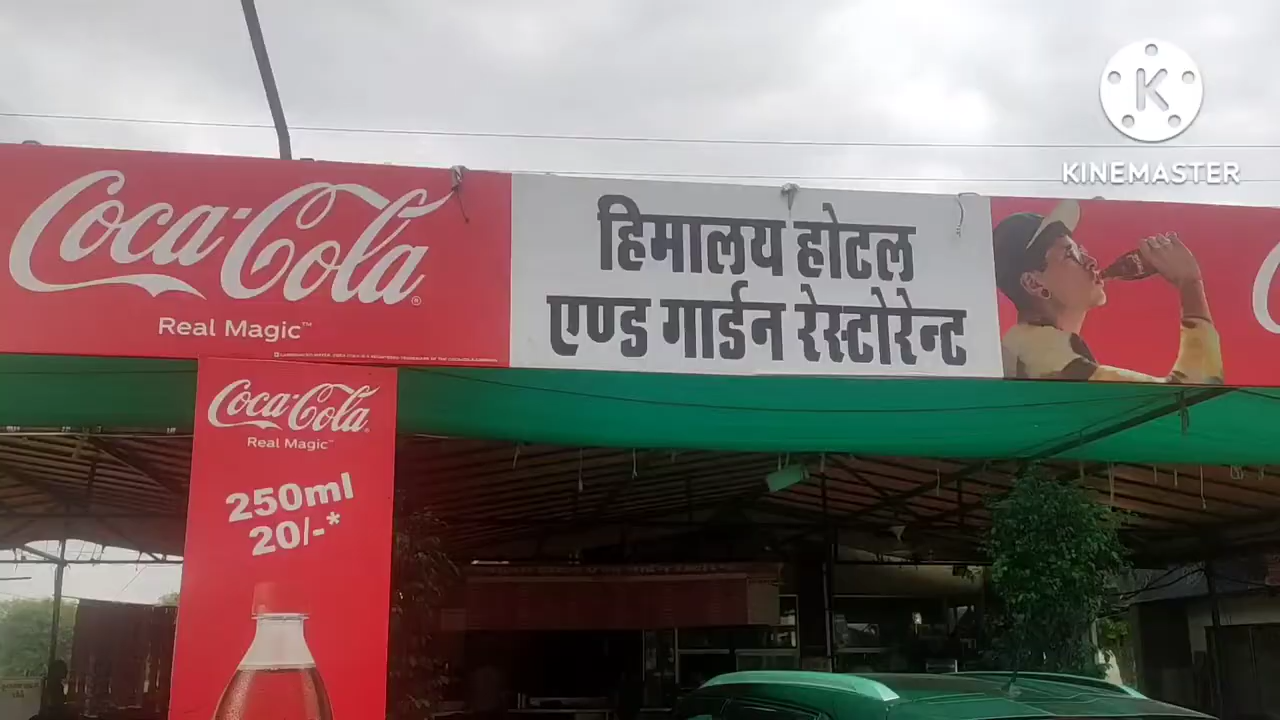 KINEMASTER
Coca-Cola
Real Magic™
हिमालय होटल
एण्ड गार्डन रेस्टोरेन्ट
Coca-Cola
Real Magic™
250ml
20/-*